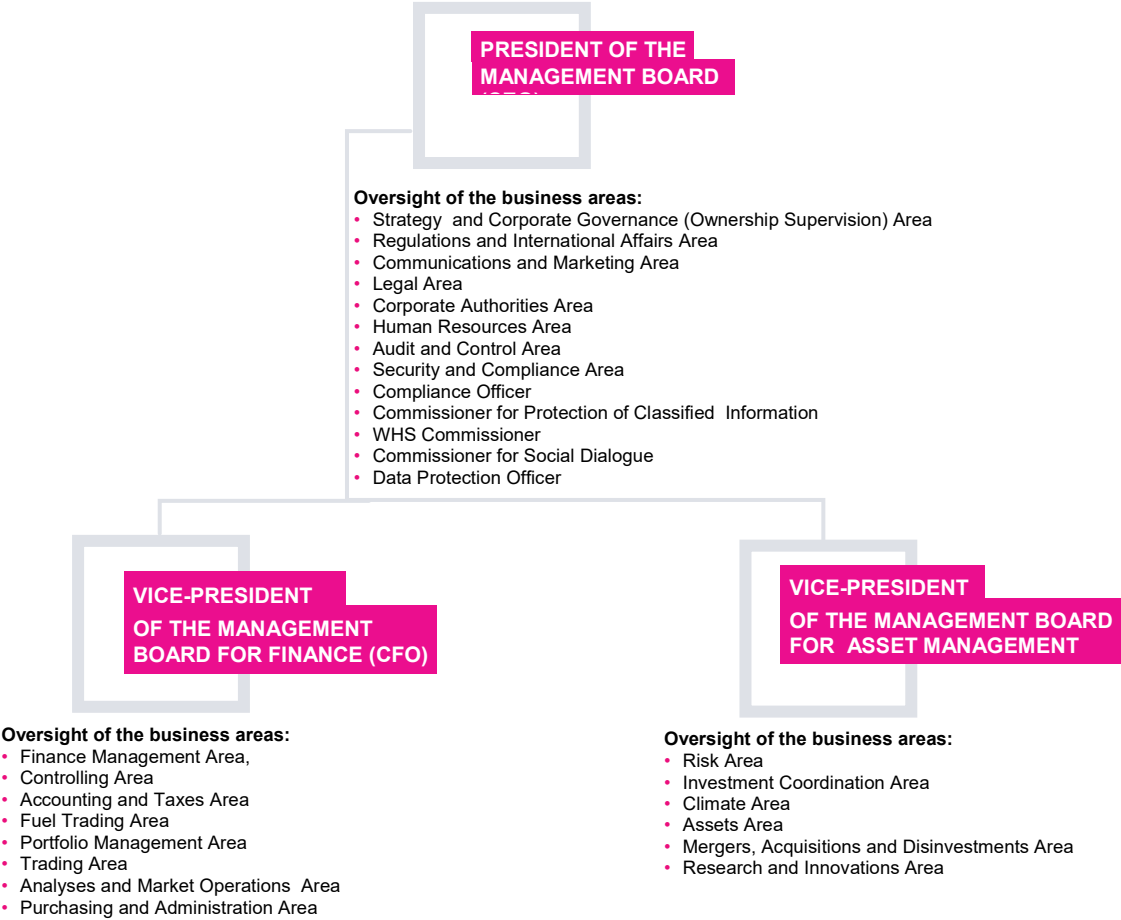 PRESIDENT OF THE
MANAGEMENT BOARD
Oversight of the business areas:
• Strategy  and Corporate Governance (Ownership Supervision) Area
• Regulations and International Affairs Area
• Communications and Marketing Area
• Legal Area
• Corporate Authorities Area
• Human Resources Area
• Audit and Control Area
• Security and Compliance Area
• Compliance Officer
• Commissioner for Protection of Classified  Information
• WHS Commissioner
• Commissioner for Social Dialogue
• Data Protection Officer
VICE-PRESIDENT
OF THE MANAGEMENT
BOARD FOR FINANCE (CFO)
Oversight of the business areas:
• Finance Management Area,
• Controlling Area
• Accounting and Taxes Area
• Fuel Trading Area
• Portfolio Management Area
• Trading Area
• Analyses and Market Operations  Area
• Purchasing and Administration Area
VICE-PRESIDENT
OF THE MANAGEMENT BOARD
FOR  ASSET MANAGEMENT
Oversight of the business areas:
• Risk Area
• Investment Coordination Area
• Climate Area
• Assets Area
• Mergers, Acquisitions and Disinvestments Area
• Research and Innovations Area